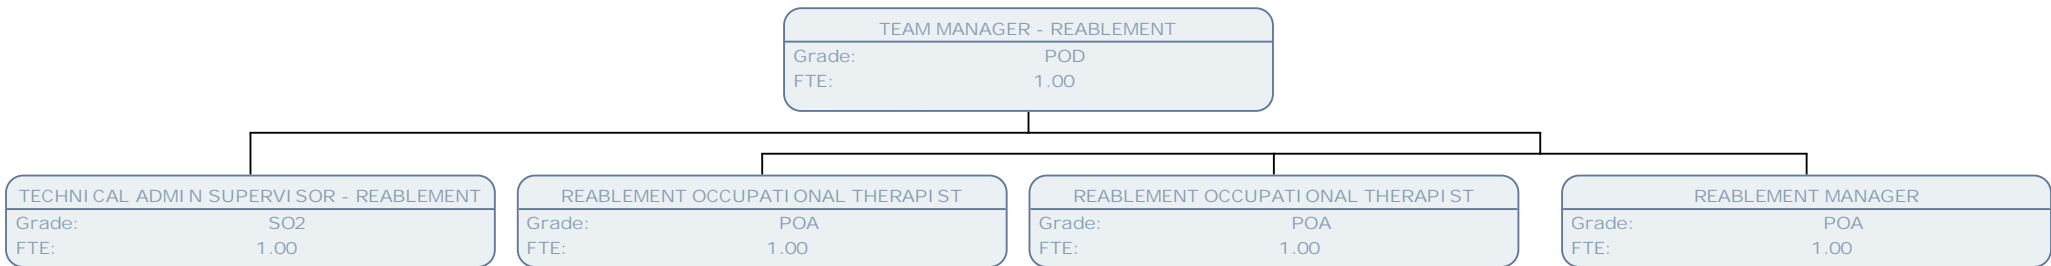 TEAM MANAGER - REABLEMENT
Grade: POD
FTE: 1.00
TECHNICAL ADMIN SUPERVISOR - REABLEMENT
Grade: SO2
FTE: 1.00
REABLEMENT OCCUPATIONAL THERAPIST
Grade: POA
FTE: 1.00
REABLEMENT OCCUPATIONAL THERAPIST
Grade: POA
FTE: 1.00
REABLEMENT MANAGER
Grade: POA
FTE: 1.00